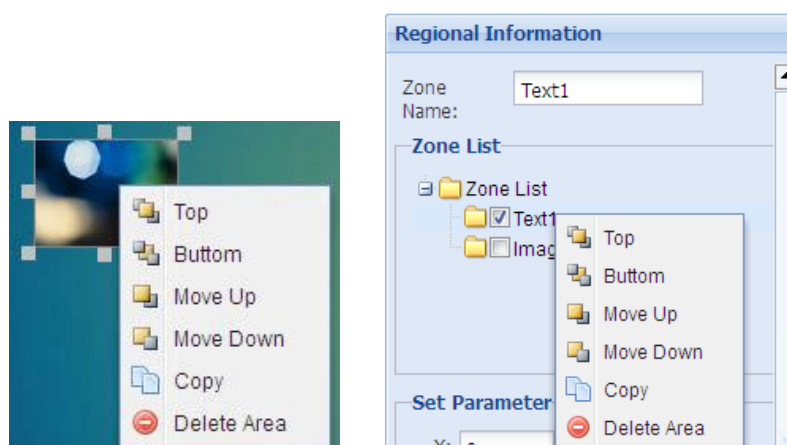 Top
Buttom
Move Up
Move Down
Copy
Delete Area
Regional Information
Zone
Name:
Text1
Zone List
Zone List
Text1
Top
Buttom
Move Up
Move Down
Copy
Delete Area
Set Parameter